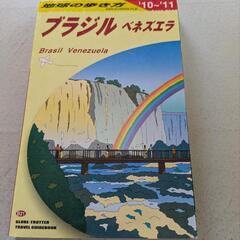 地球の歩き方
'10~'11
ブラジル ベネズエラ
Brasil Venezuela
B21
GLOBE-TROTTER
TRAVEL GUIDEBOOK